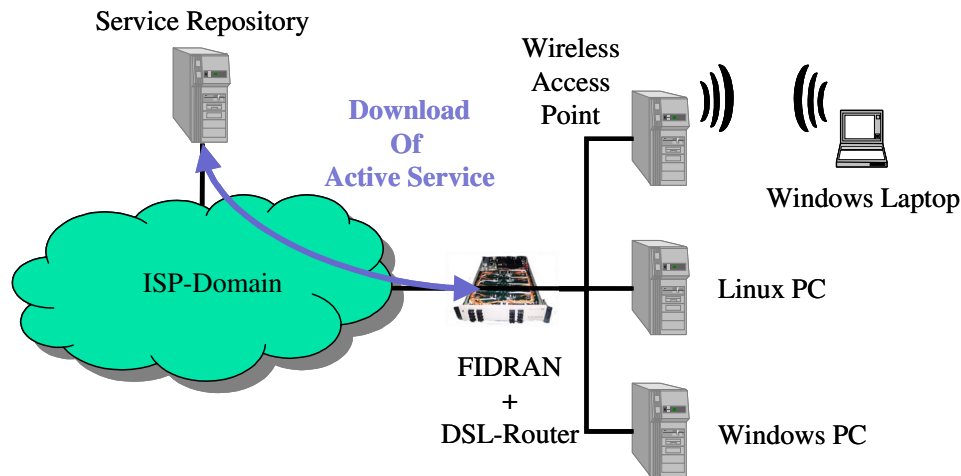 Service Repository
Download
Of
Active Service
Wireless
Access
Point
Windows Laptop
ISP-Domain
Linux PC
FIDRAN
+
DSL-Router
Windows PC